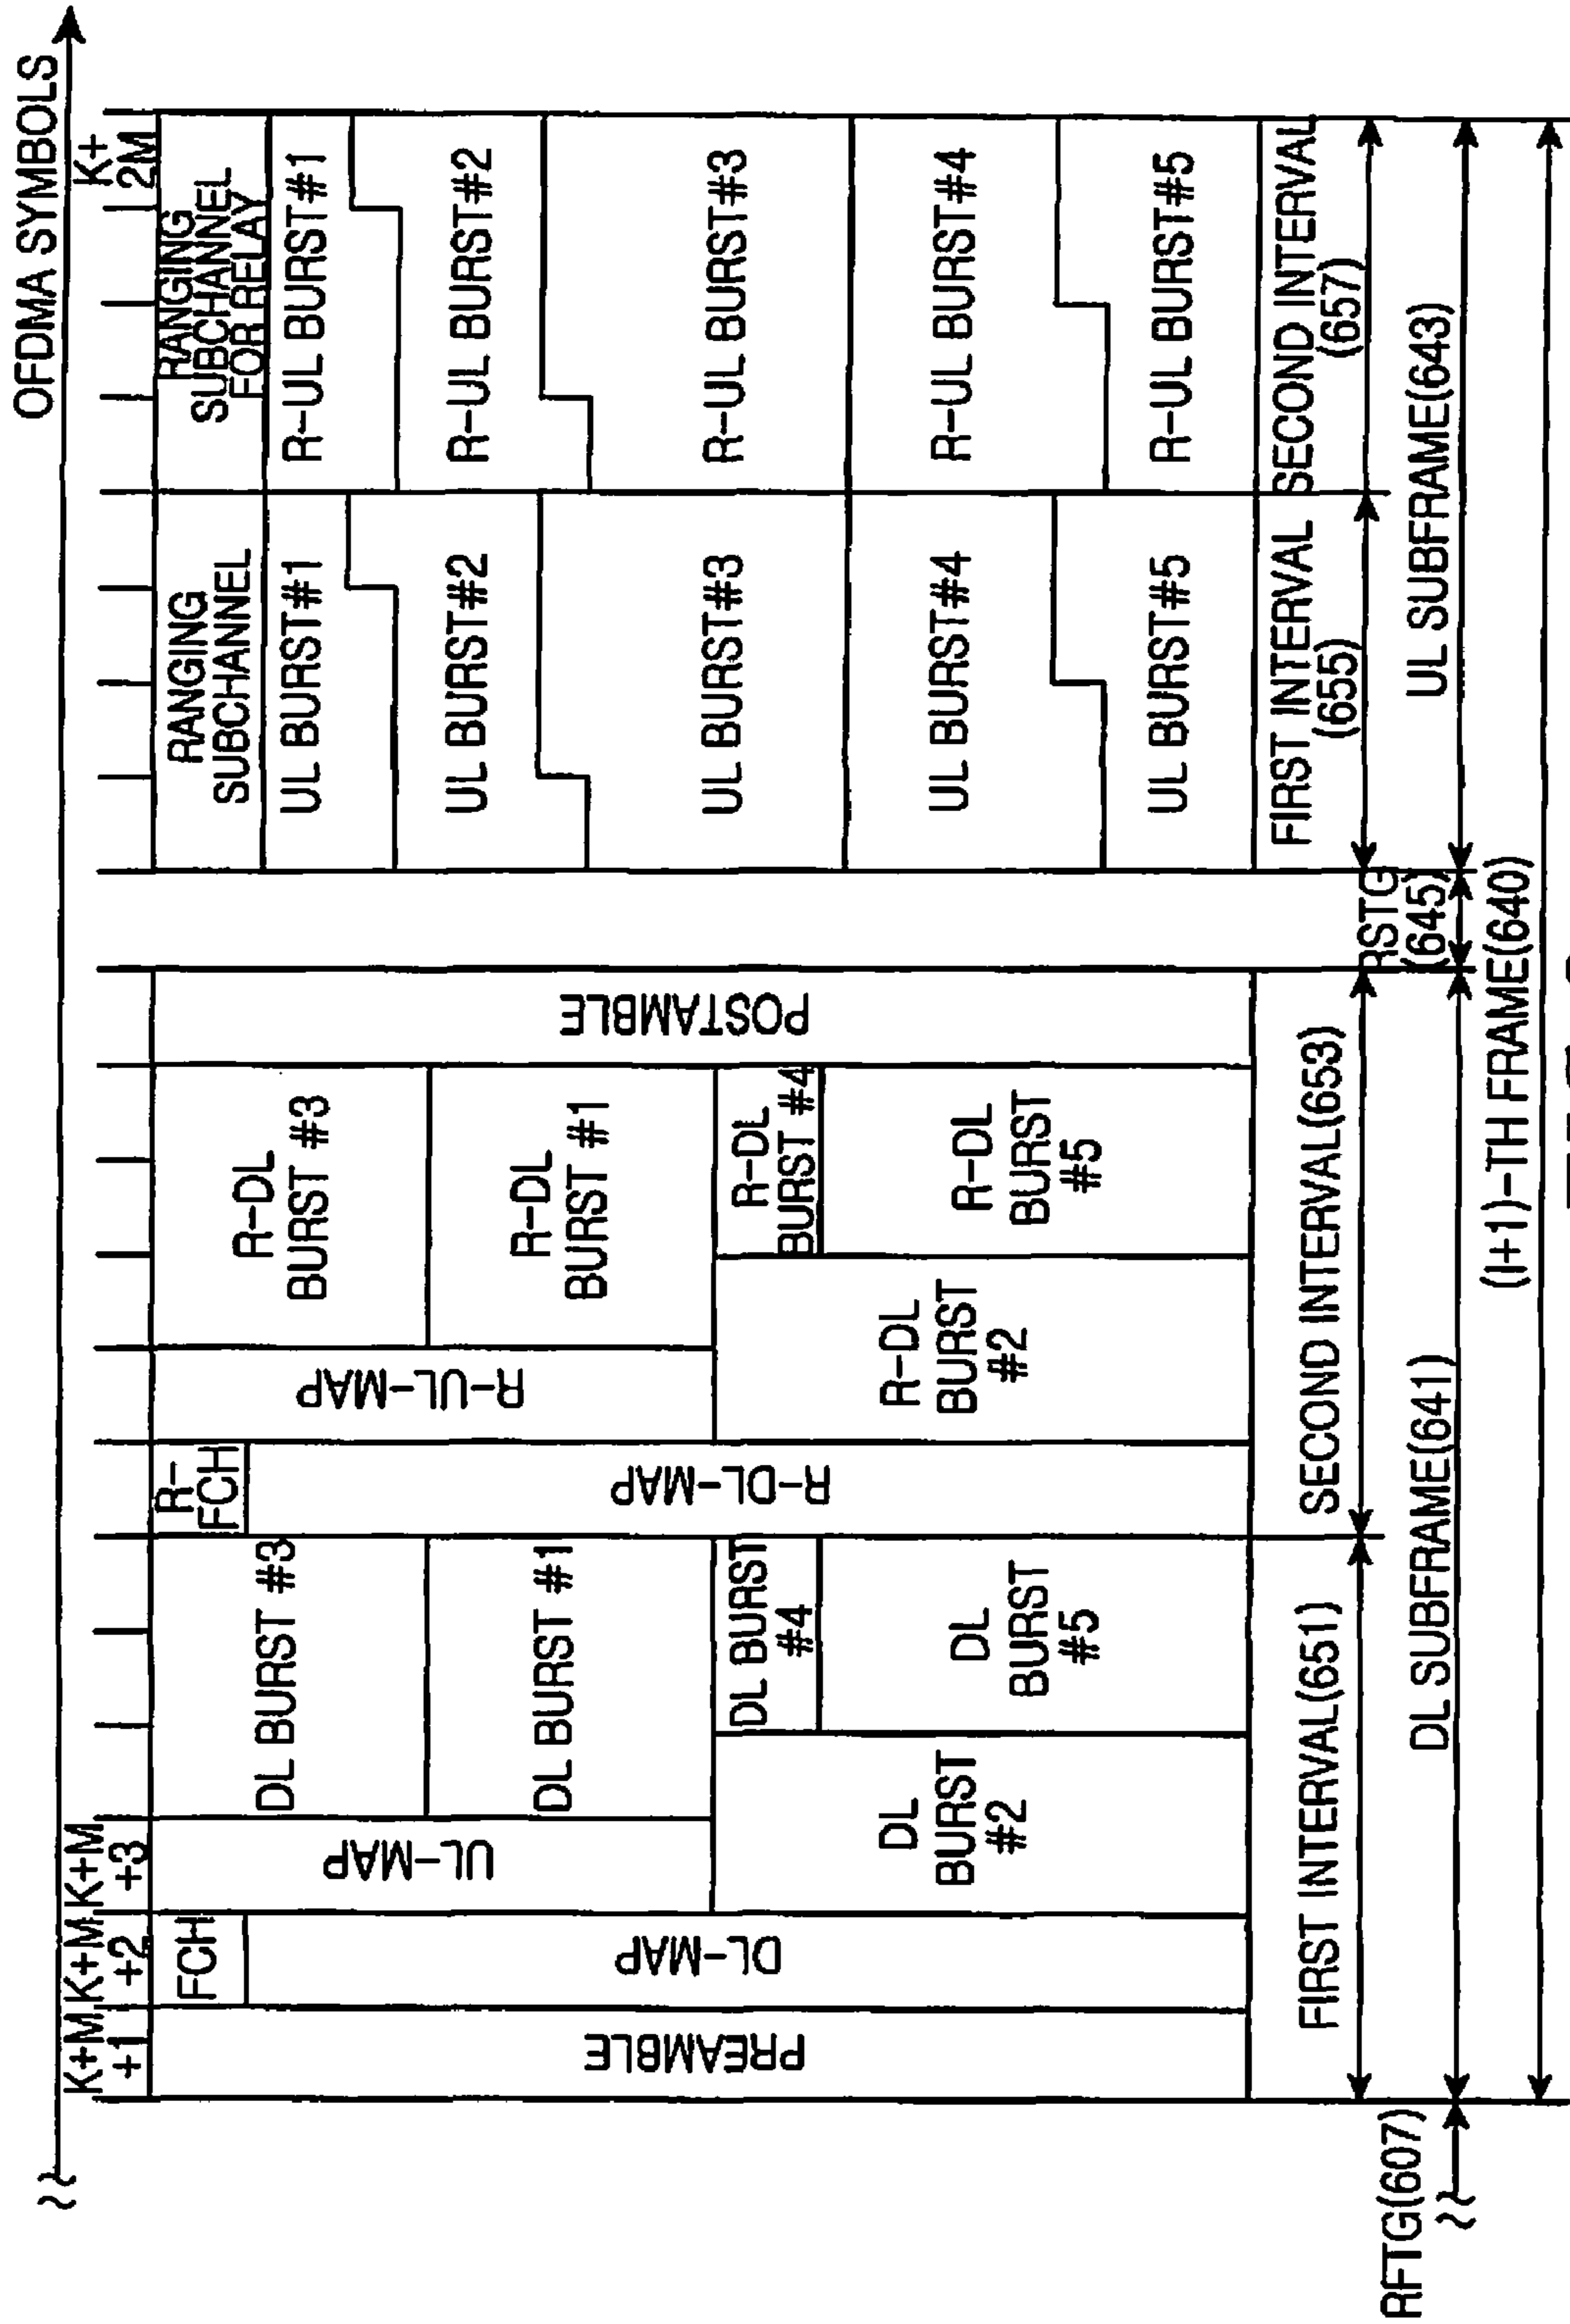 OFDMA SYMBOLS
K+M
+1
K+M
+2
K+M
+3
K+
2M
PREAMBLE
FCH
DL-MAP
UL-MAP
DL BURST #3
DL BURST #1
DL
BURST
#2
DL BURST
#4
DL
BURST
#5
R-
FCH
R-DL-MAP
R-UL-MAP
R-DL
BURST #3
R-DL
BURST #1
R-DL
BURST
#2
R-DL
BURST #4
R-DL
BURST
#5
POSTAMBLE
RANGING
SUBCHANNEL
UL BURST#1
UL BURST#2
UL BURST#3
UL BURST#4
UL BURST#5
RANGING
SUBCHANNEL
FOR RELAY
R-UL BURST#1
R-UL BURST#2
R-UL BURST#3
R-UL BURST#4
R-UL BURST#5
FIRST INTERVAL(651)
SECOND INTERVAL(653)
FIRST INTERVAL
(655)
SECOND INTERVAL
(657)
RFTG(607)
DL SUBFRAME(641)
RSTG
(645)
UL SUBFRAME(643)
(I+1)-TH FRAME(640)